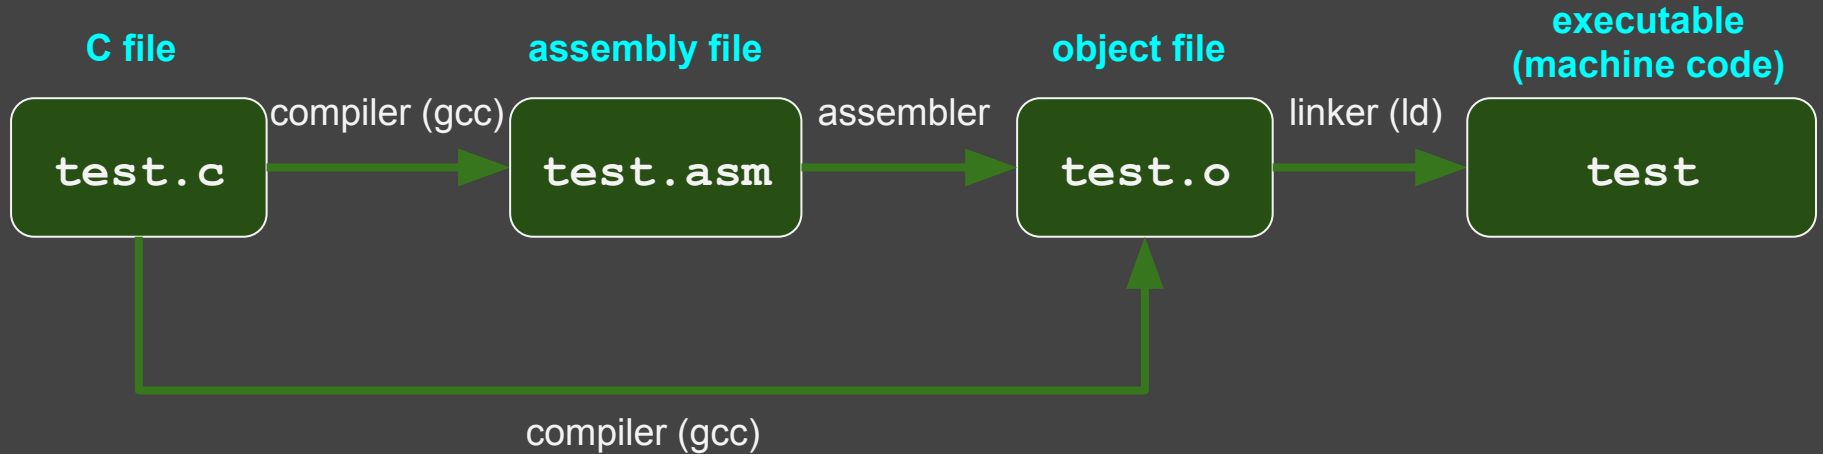 C file
assembly file
object file
executable
(machine code)
compiler (gcc)
assembler
linker (ld)
test.c
test.asm
test.o
test
compiler (gcc)